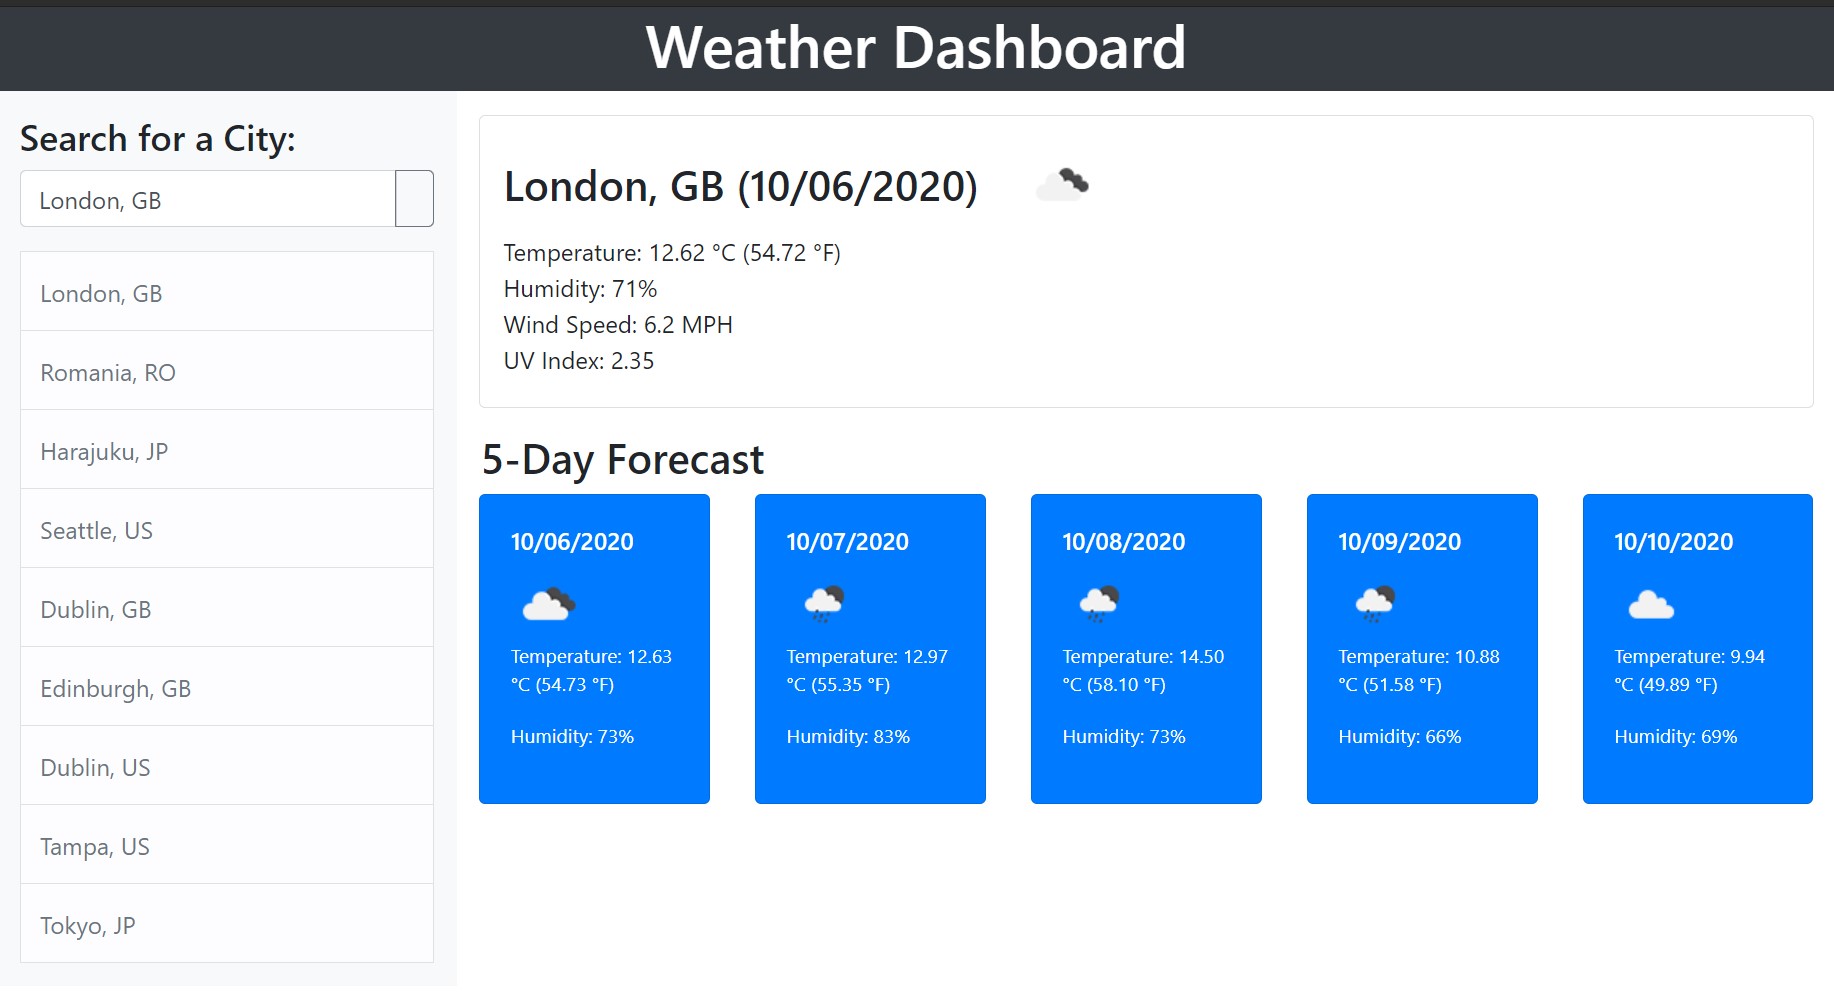 Weather Dashboard
Search for a City:
London, GB
London, GB
Romania, RO
Harajuku, JP
Seattle, US
Dublin, GB
Edinburgh, GB
Dublin, US
Tampa, US
Tokyo, JP
London, GB (10/06/2020)
Temperature: 12.62 °C (54.72 °F)
Humidity: 71%
Wind Speed: 6.2 MPH
UV Index: 2.35
5-Day Forecast
10/06/2020
Temperature: 12.63
°C (54.73 °F)
Humidity: 73%
10/07/2020
Temperature: 12.97
°C (55.35 °F)
Humidity: 83%
10/08/2020
Temperature: 14.50
°C (58.10 °F)
Humidity: 73%
10/09/2020
Temperature: 10.88
°C (51.58 °F)
Humidity: 66%
10/10/2020
Temperature: 9.94
°C (49.89 °F)
Humidity: 69%